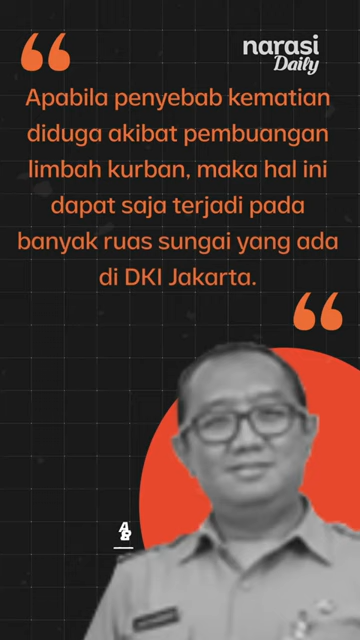 narasi
Daily
Apabila penyebab kematian
diduga akibat pembuangan
limbah kurban, maka hal ini
dapat saja terjadi pada
banyak ruas sungai yang ada
di DKI Jakarta.